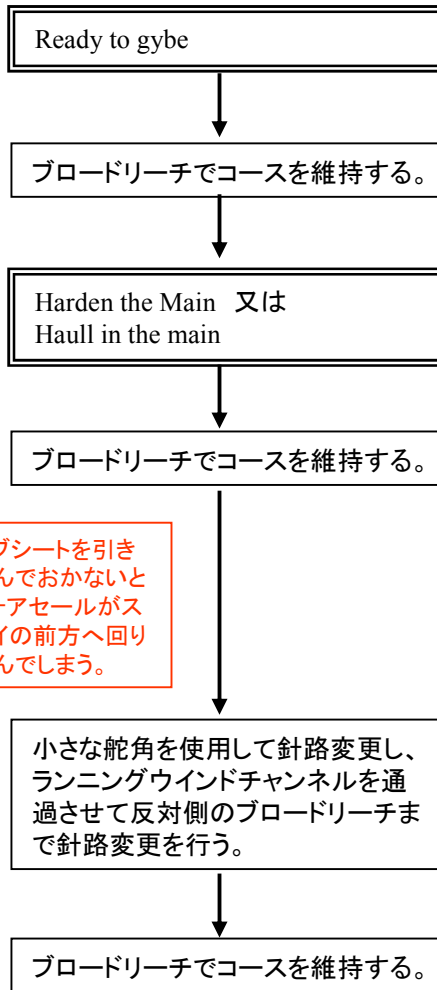 Ready to gybe
ブロードリーチでコースを維持する。
Harden the Main 又は
Haull in the main
ブロードリーチでコースを維持する。
ブシートを引き
んでおかないと
アセールがス
イの前方へ回り
んでしまう。
小さな舵角を使用して針路変更し、
ランニングウインドチャンネルを通
過させて反対側のブロードリーチま
で針路変更を行う。
ブロードリーチでコースを維持する。